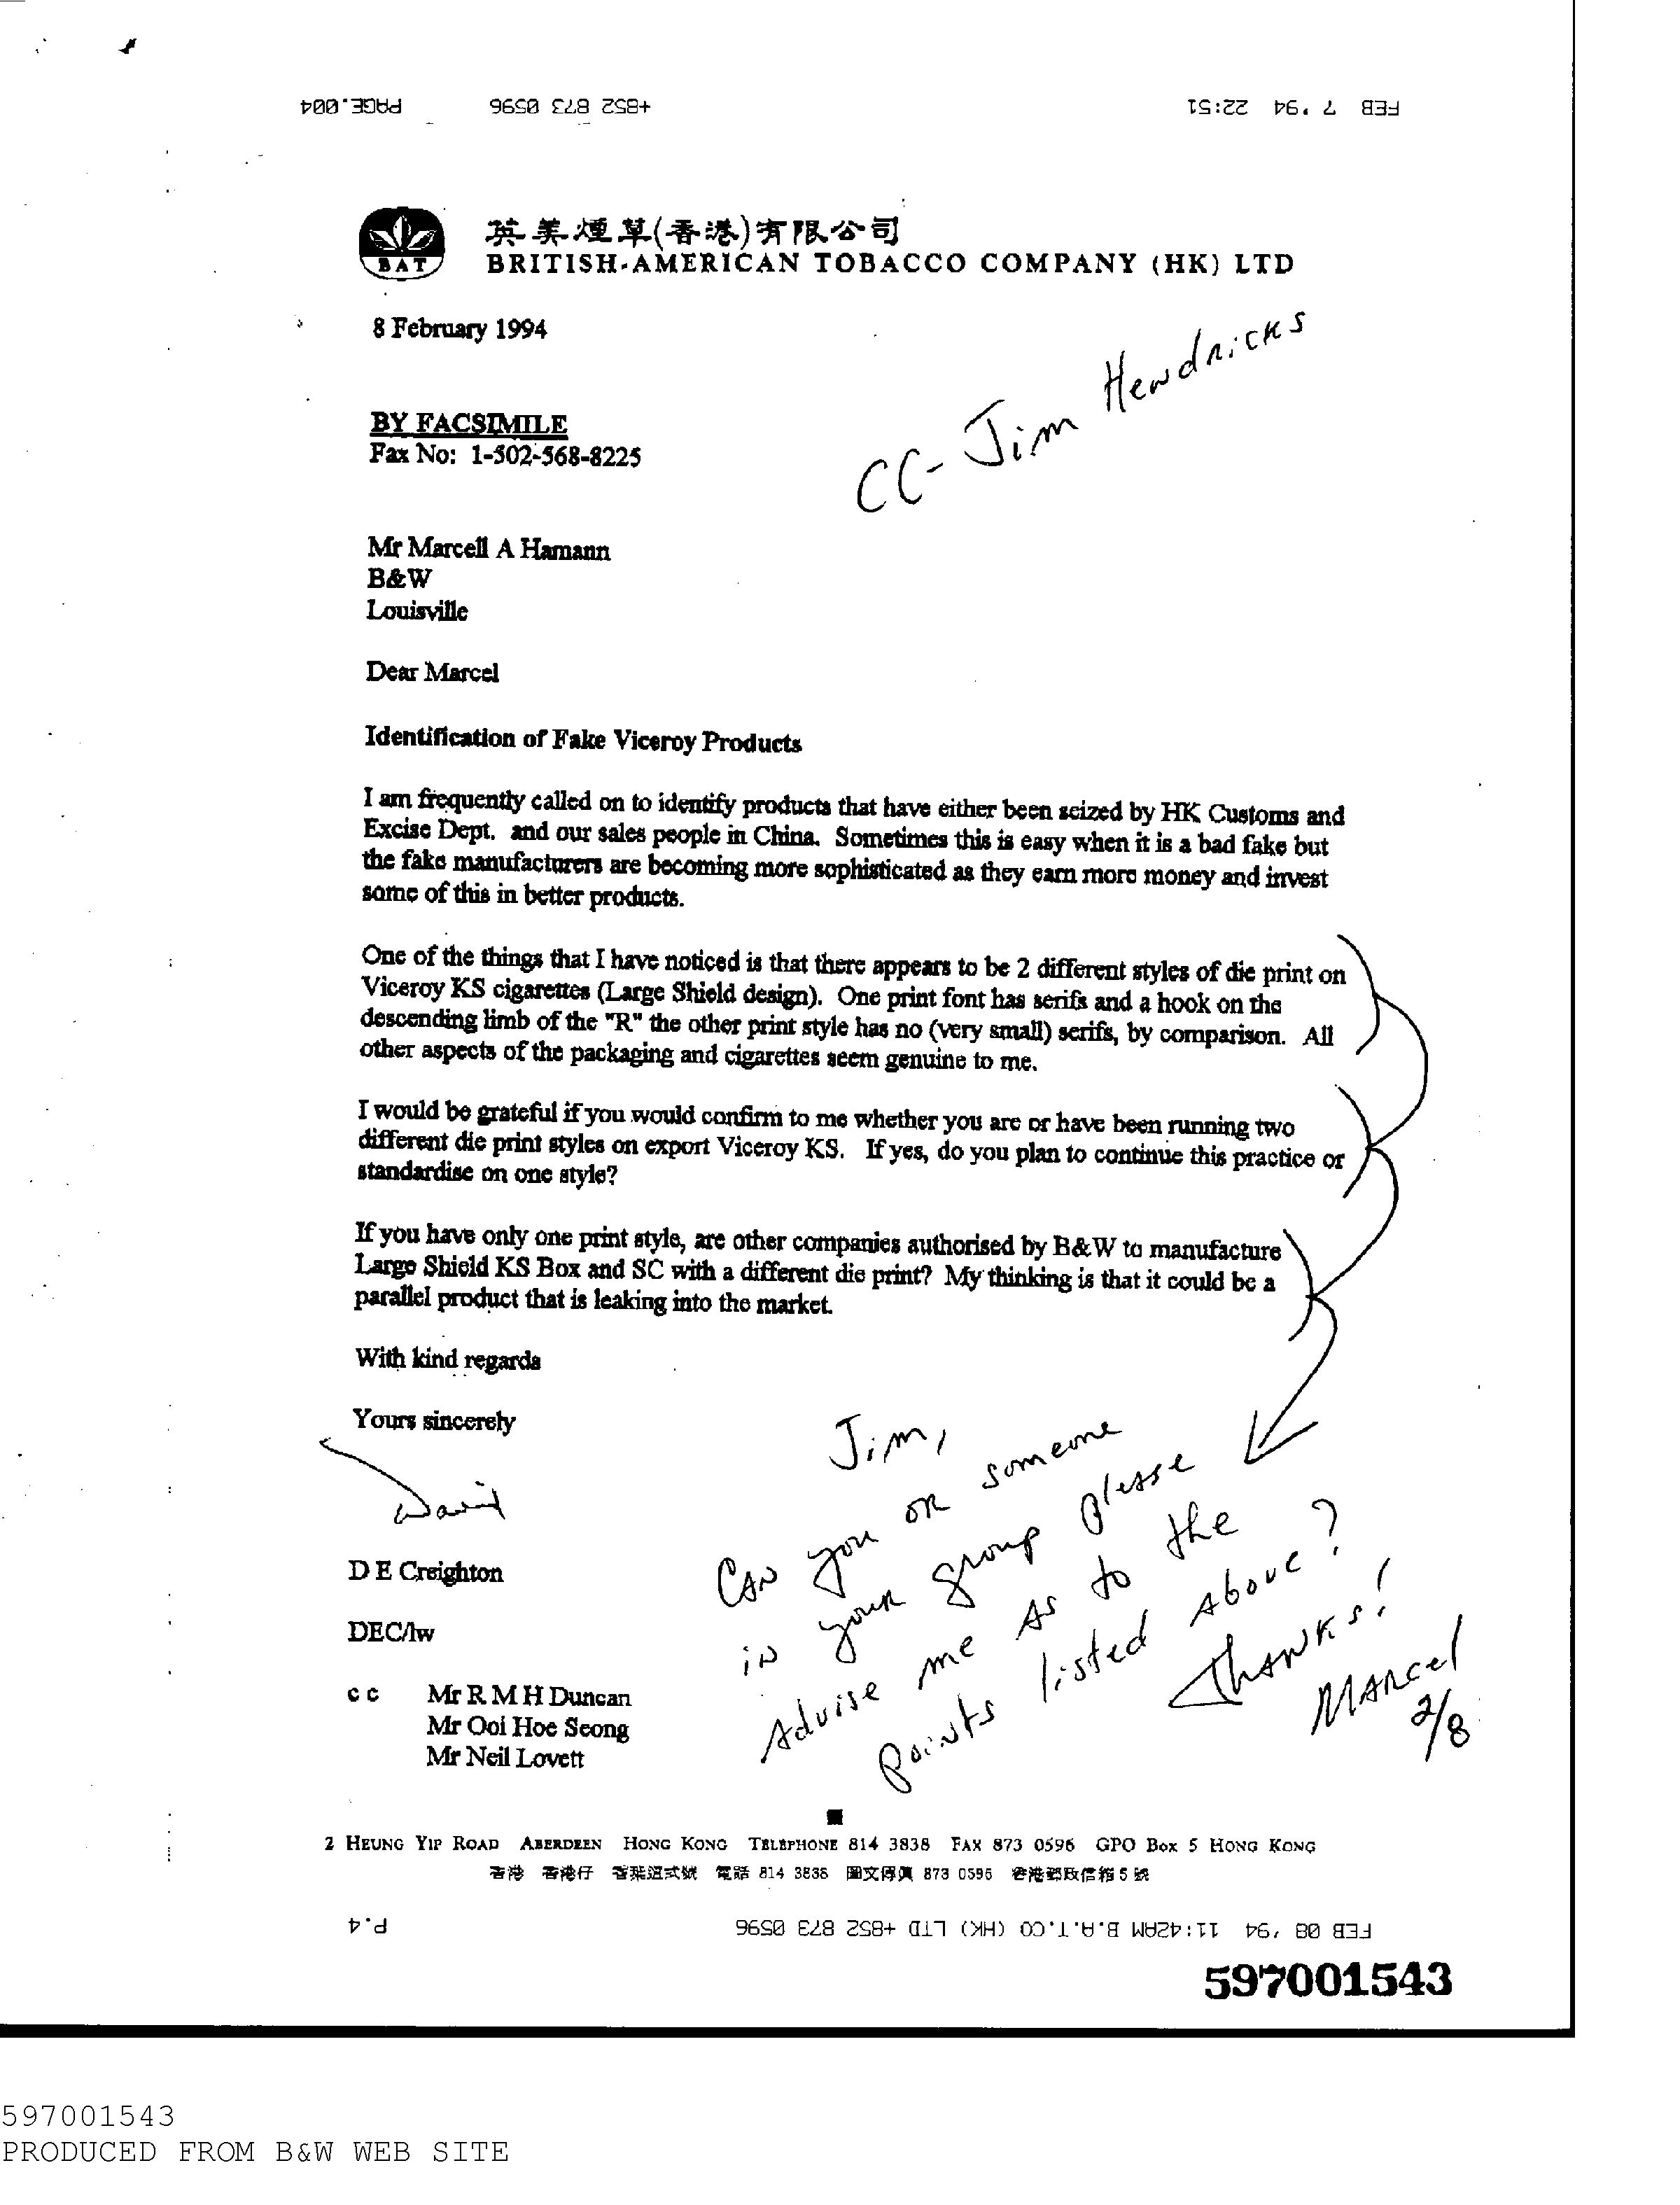 FEB 7 '94 22:51 +852 873 0596 PAGE.004
英美煙草(香港)有限公司
BAT
BRITISH-AMERICAN TOBACCO COMPANY (HK) LTD
8 February 1994
CC- Jim Hendricks
BY FACSIMILE
Fax No: 1-502-568-8225
Mr Marcell A Hamann
B&W
Louisville
Dear Marcel
Identification of Fake Viceroy Products
I am frequently called on to identify products that have either been seized by HK Customs and
Excise Dept. and our sales people in China. Sometimes this is easy when it is a bad fake but
the fake manufacturers are becoming more sophisticated as they earn more money and invest
some of this in better products.
One of the things that I have noticed is that there appears to be 2 different styles of die print on
Viceroy KS cigarettes (Large Shield design). One print font has serifs and a hook on the
descending limb of the "R" the other print style has no (very small) serifs, by comparison. All
other aspects of the packaging and cigarettes seem genuine to me.
I would be grateful if you would confirm to me whether you are or have been running two
different die print styles on export Viceroy KS. If yes, do you plan to continue this practice or
standardise on one style?
If you have only one print style, are other companies authorised by B&W to manufacture
Large Shield KS Box and SC with a different die print? My thinking is that it could be a
parallel product that is leaking into the market.
With kind regards
Yours sincerely
David
D E Creighton
DEC/lw
c c Mr R M H Duncan
Mr Ooi Hoe Seong
Mr Neil Lovett
Jim,
Can you or someone
in your group please
advise me as to the
points listed above?
Thanks!
Marcel
2/8
2 HEUNG YIP ROAD ABERDEEN HONG KONG TELEPHONE 814 3838 FAX 873 0596 GPO BOX 5 HONG KONG
香港 香港仔 香葉道弍號 電話 814 3838 圖文傳真 873 0596 香港郵政信箱 5 號
FEB 08 '94 11:42AM B.A.T.CO (HK) LTD +852 873 0596 P.4
597001543
597001543
PRODUCED FROM B&W WEB SITE